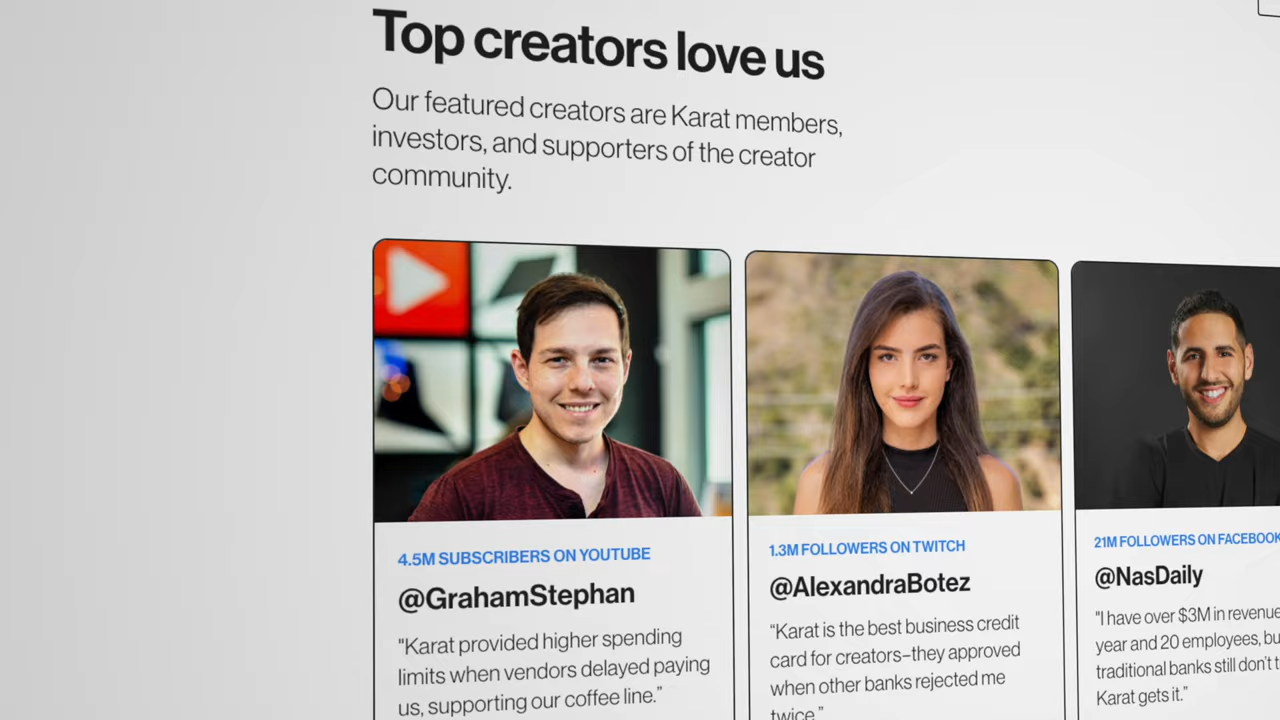 Top creators love us
Our featured creators are Karat members,
investors, and supporters of the creator
community.
4.5M SUBSCRIBERS ON YOUTUBE
@GrahamStephan
"Karat provided higher spending
limits when vendors delayed paying
us, supporting our coffee line.”
1.3M FOLLOWERS ON TWITCH
@AlexandraBotez
“Karat is the best business credit
card for creators–they approved
when other banks rejected me
twice.”
21M FOLLOWERS ON FACEBOOK
@NasDaily
"I have over $3M in revenue
year and 20 employees, but
traditional banks still don't
Karat gets it.”